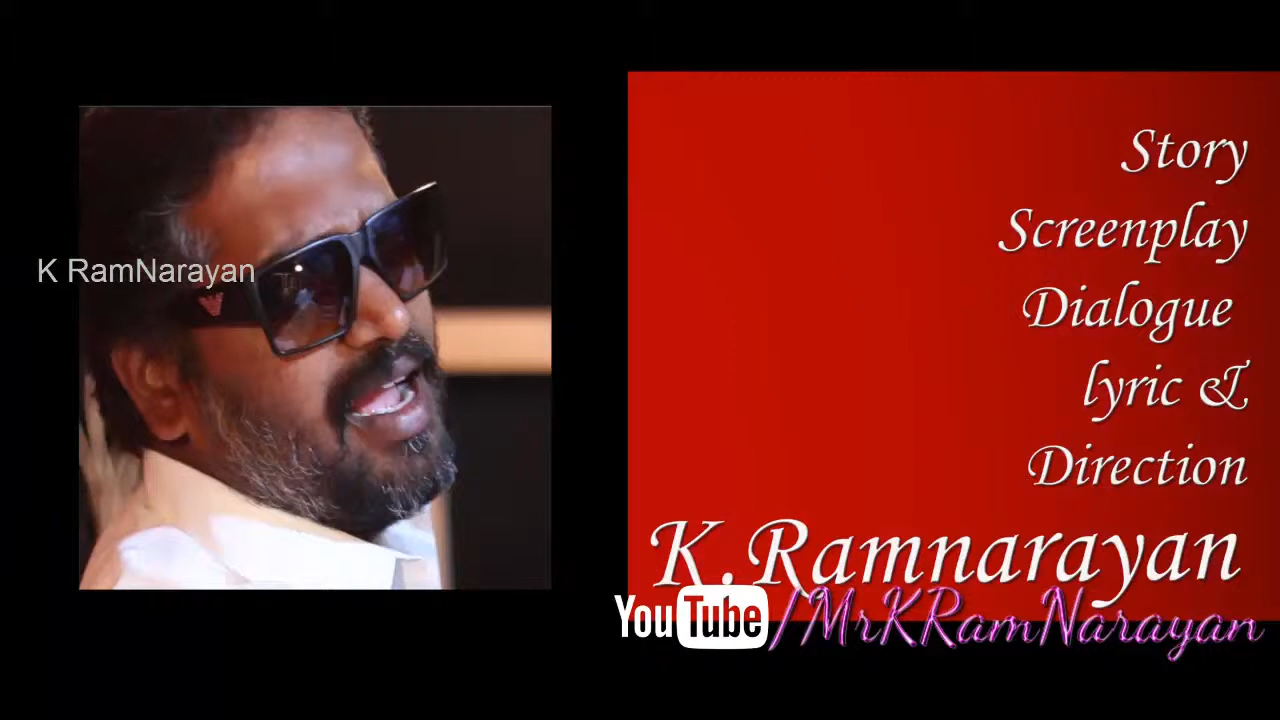 K RamNarayan
Story
Screenplay
Dialogue
lyric &
Direction
K.Ramnarayan
YouTube/MrKRamNarayan